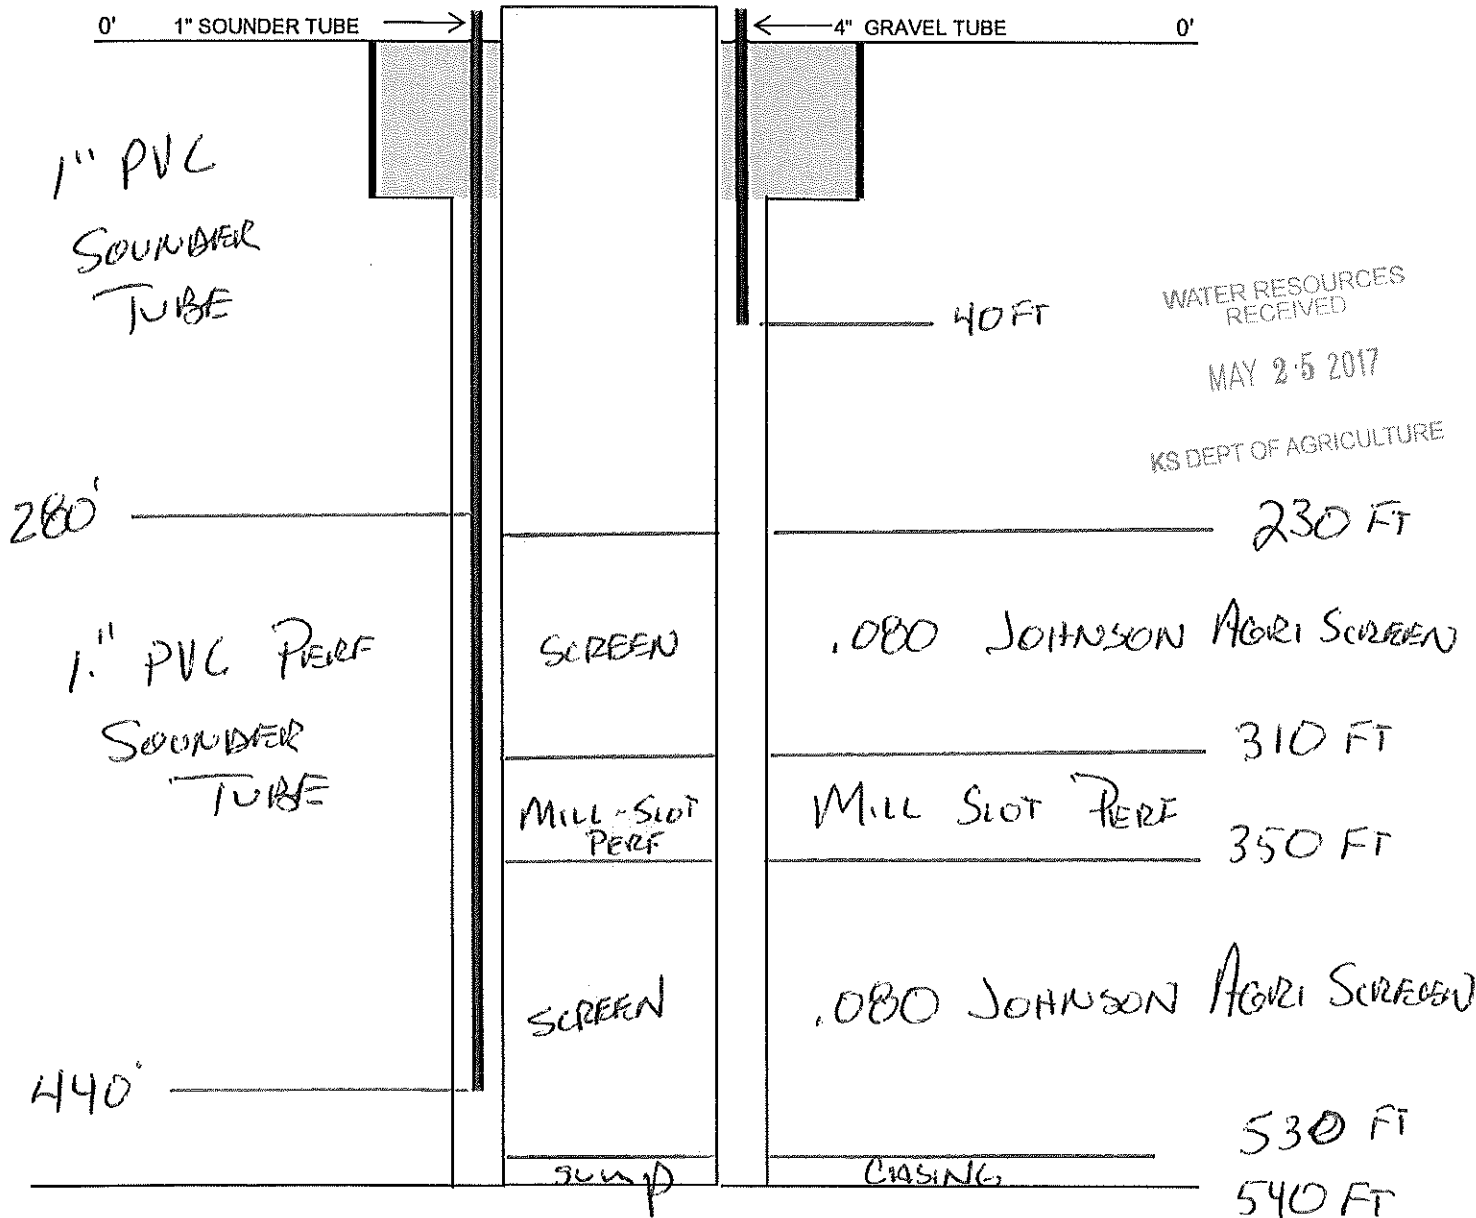 0' 1" SOUNDER TUBE 4" GRAVEL TUBE 0'
1" PVC
SOUNDER
TUBE
40 FT
WATER RESOURCES
RECEIVED
MAY 25 2017
KS DEPT OF AGRICULTURE
280'
230 FT
1." PVC PERF
SOUNDER
TUBE
SCREEN
.080 JOHNSON AGRI SCREEN
310 FT
MILL-SLOT
PERF
MILL SLOT PERF
350 FT
SCREEN
.080 JOHNSON AGRI SCREEN
440'
530 FT
SUMP
CASING
540 FT